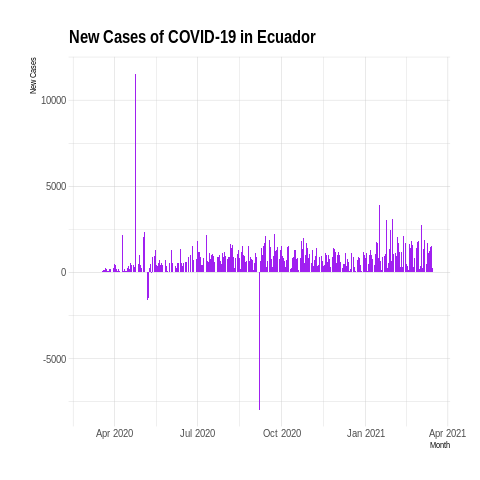 New Cases of COVID-19 in Ecuador
New Cases
10000
5000
0
-5000
Apr 2020 Jul 2020 Oct 2020 Jan 2021 Apr 2021
Month